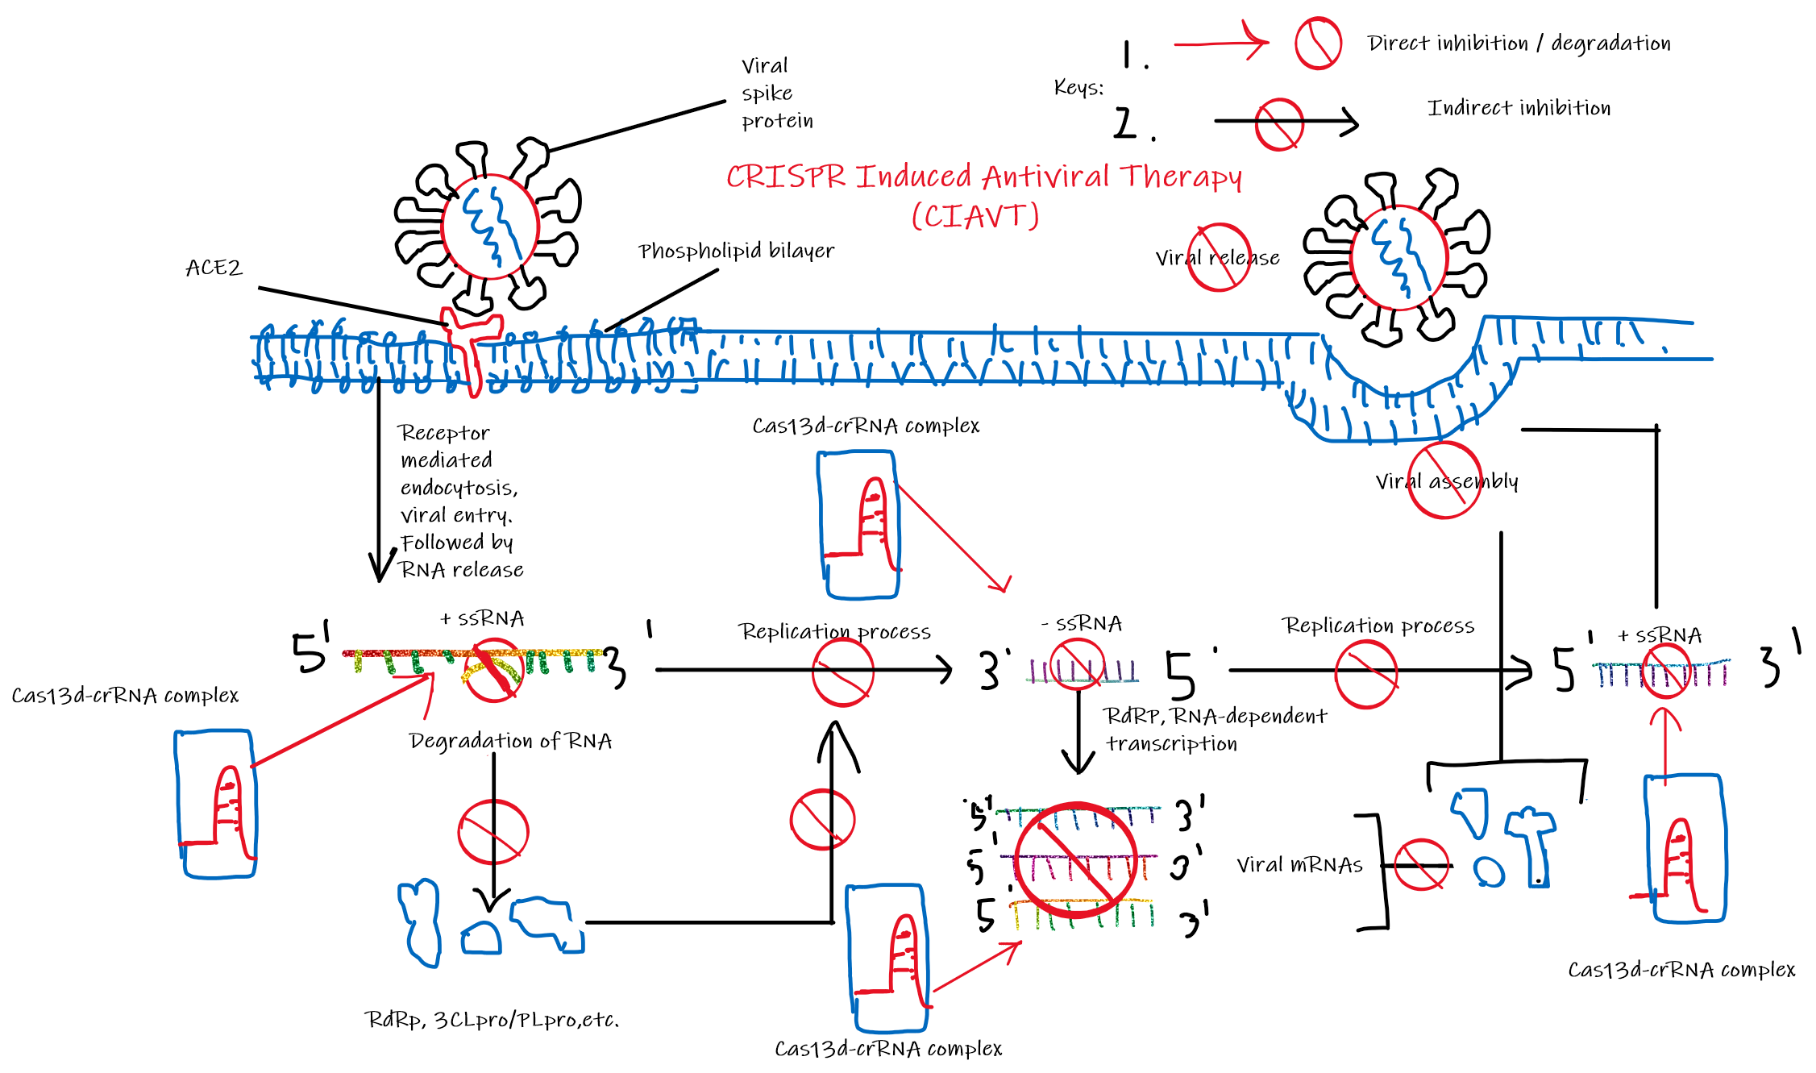 Viral
spike
protein
Keys:
1.
Direct inhibition / degradation
2.
Indirect inhibition
CRISPR Induced Antiviral Therapy
(CIAVT)
ACE2
Phospholipid bilayer
Viral release
Receptor
mediated
endocytosis,
viral entry.
Followed by
RNA release
Cas13d-crRNA complex
Viral assembly
+ ssRNA
5' 3'
Replication process
- ssRNA
3' 5'
Replication process
+ ssRNA
5' 3'
Cas13d-crRNA complex
Degradation of RNA
RdRP, RNA-dependent
transcription
5' 3'
5' 3'
5' 3'
Viral mRNAs
RdRp, 3CLpro/PLpro,etc.
Cas13d-crRNA complex
Cas13d-crRNA complex